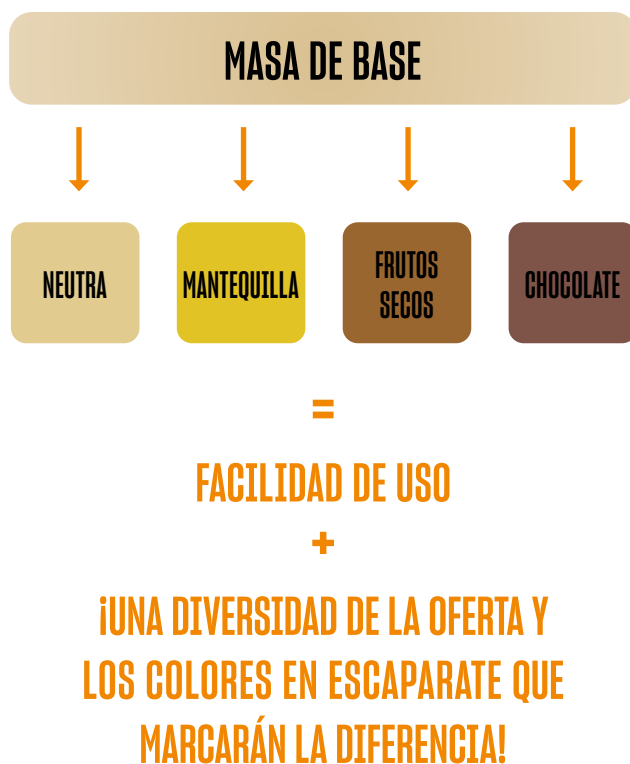 MASA DE BASE
NEUTRA
MANTEQUILLA
FRUTOS
SECOS
CHOCOLATE
=
FACILIDAD DE USO
+
¡UNA DIVERSIDAD DE LA OFERTA Y
LOS COLORES EN ESCAPARATE QUE
MARCARÁN LA DIFERENCIA!